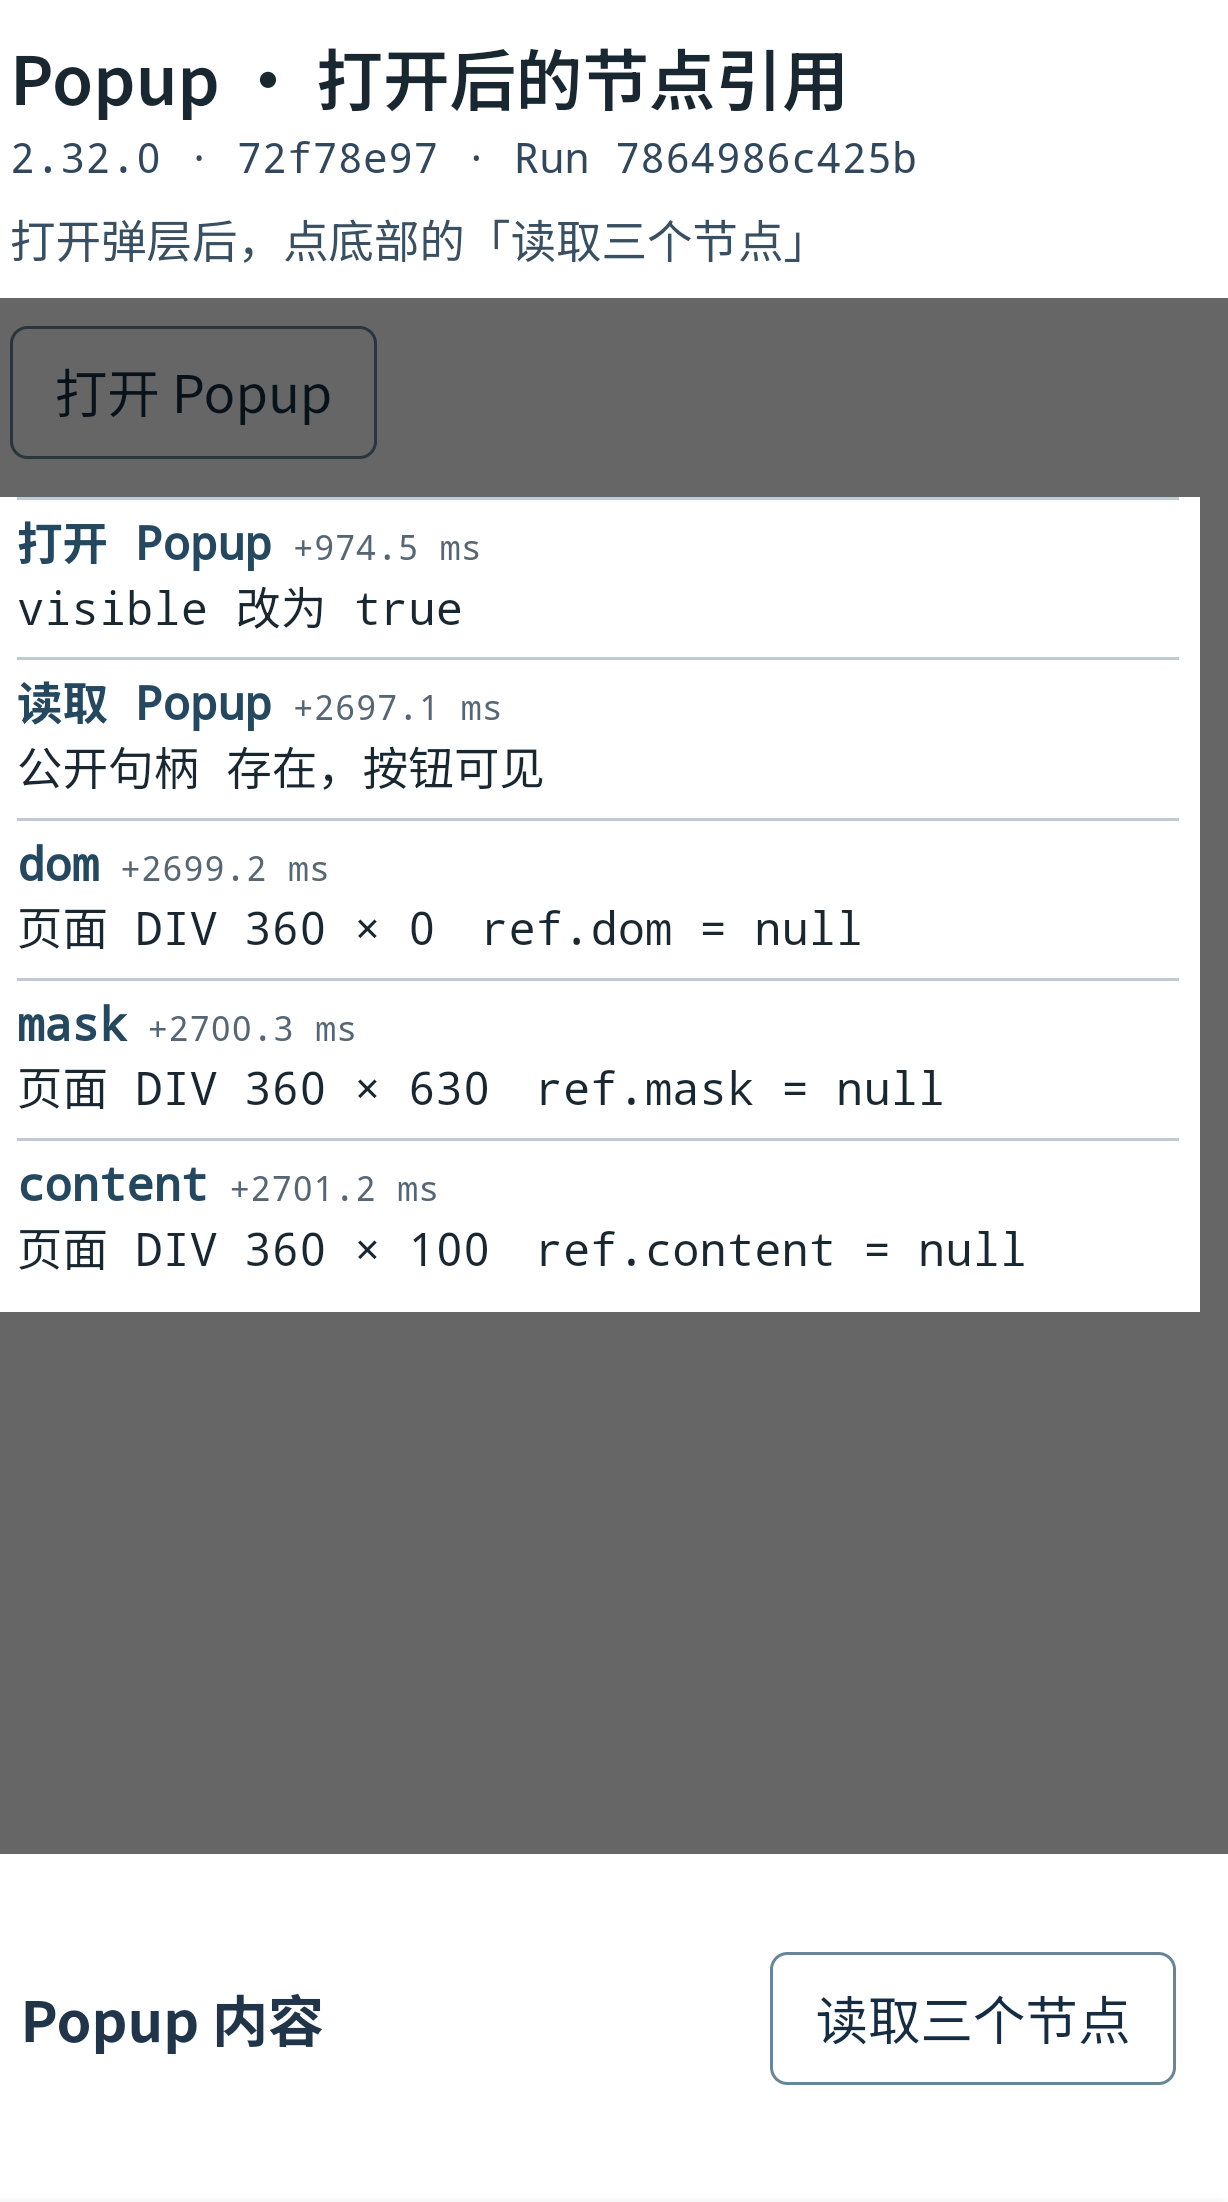 Popup · 打开后的节点引用
2.32.0 · 72f78e97 · Run 7864986c425b
打开弹层后，点底部的「读取三个节点」
打开 Popup
打开 Popup +974.5 ms
visible 改为 true
读取 Popup +2697.1 ms
公开句柄 存在，按钮可见
dom +2699.2 ms
页面 DIV 360 × 0 ref.dom = null
mask +2700.3 ms
页面 DIV 360 × 630 ref.mask = null
content +2701.2 ms
页面 DIV 360 × 100 ref.content = null
Popup 内容
读取三个节点